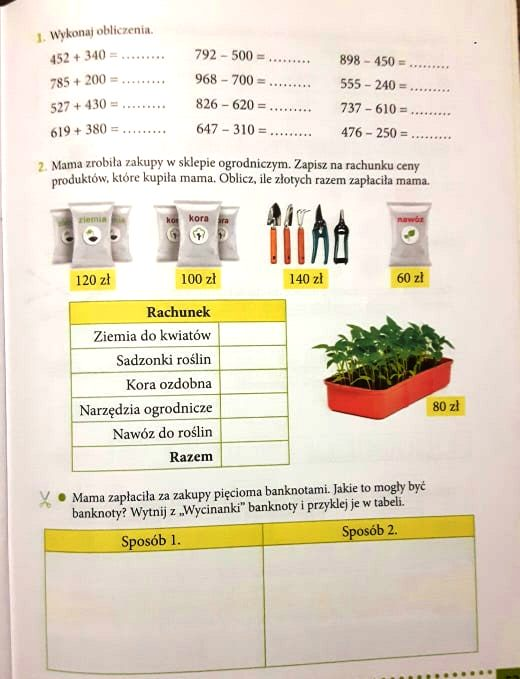 1. Wykonaj obliczenia.
452 + 340 = ......... 792 – 500 = ......... 898 – 450 = .........
785 + 200 = ......... 968 – 700 = ......... 555 – 240 = .........
527 + 430 = ......... 826 – 620 = ......... 737 – 610 = .........
619 + 380 = ......... 647 – 310 = ......... 476 – 250 = .........
2. Mama zrobiła zakupy w sklepie ogrodniczym. Zapisz na rachunku ceny
produktów, które kupiła mama. Oblicz, ile złotych razem zapłaciła mama.
ziemia kora nawóz
120 zł 100 zł 140 zł 60 zł
Rachunek
Ziemia do kwiatów
Sadzonki roślin
Kora ozdobna
Narzędzia ogrodnicze
80 zł
Nawóz do roślin
Razem
Mama zapłaciła za zakupy pięcioma banknotami. Jakie to mogły być
banknoty? Wytnij z „Wycinanki” banknoty i przyklej je w tabeli.
Sposób 1. Sposób 2.